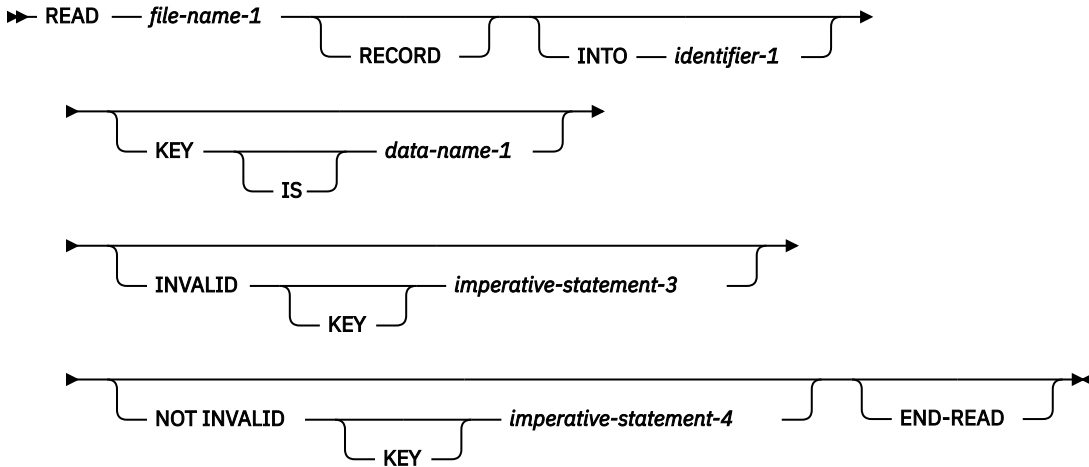 READ file-name-1
RECORD INTO identifier-1
KEY data-name-1
IS
INVALID imperative-statement-3
KEY
NOT INVALID imperative-statement-4 END-READ
KEY